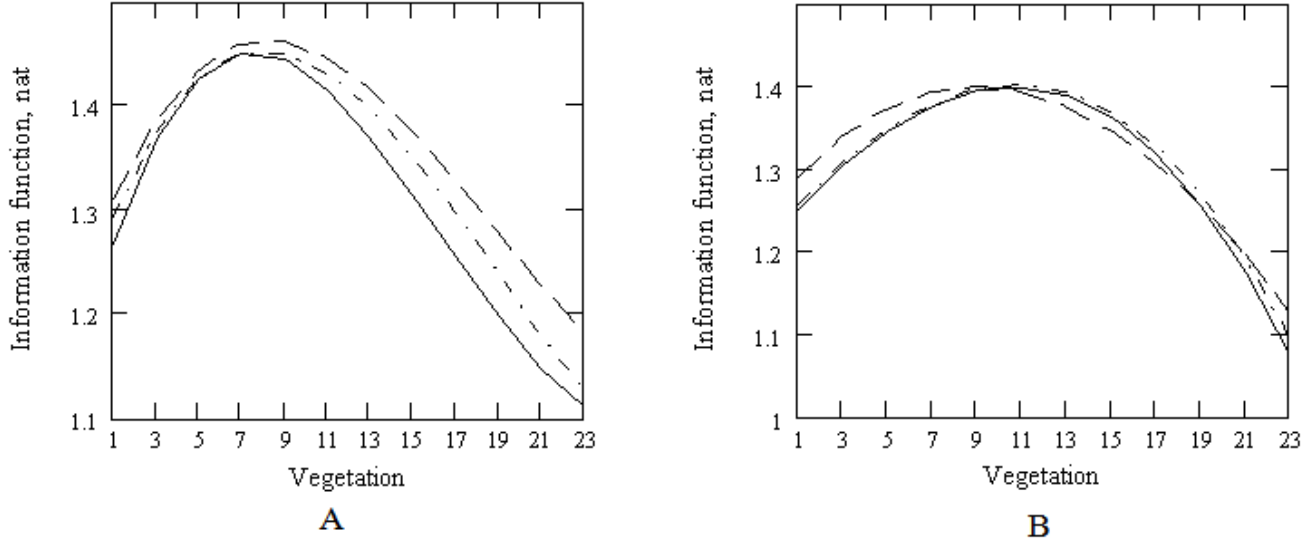 Information function, nat
1.4
1.3
1.2
1.1
1 3 5 7 9 11 13 15 17 19 21 23
Vegetation
A
Information function, nat
1.4
1.3
1.2
1.1
1
1 3 5 7 9 11 13 15 17 19 21 23
Vegetation
B